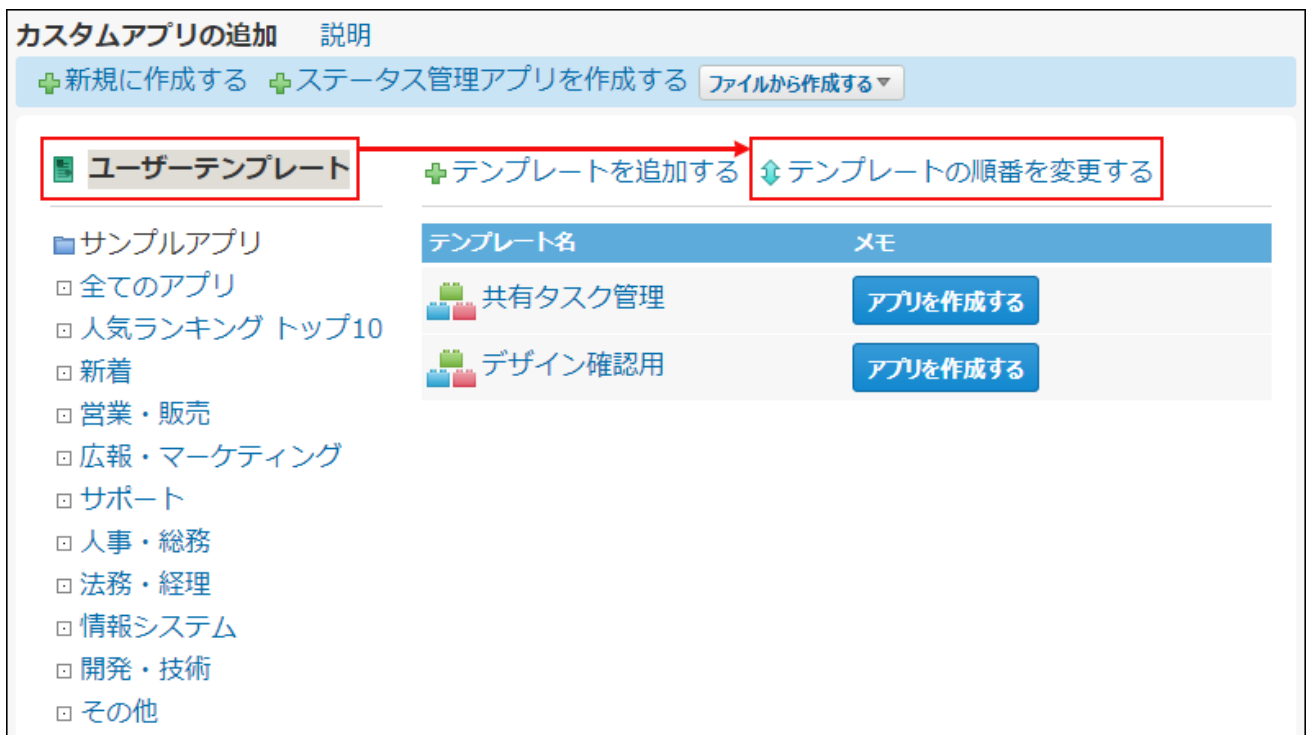 カスタムアプリの追加 説明
新規に作成する ステータス管理アプリを作成する ファイルから作成する
ユーザーテンプレート
サンプルアプリ
全てのアプリ
人気ランキング トップ10
新着
営業・販売
広報・マーケティング
サポート
人事・総務
法務・経理
情報システム
開発・技術
その他
テンプレートを追加する テンプレートの順番を変更する
テンプレート名 メモ
共有タスク管理 アプリを作成する
デザイン確認用 アプリを作成する